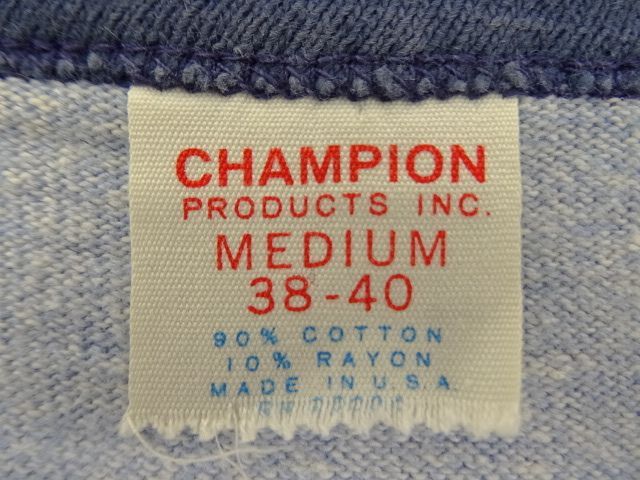 CHAMPION
PRODUCTS INC.
MEDIUM
38-40
90% COTTON
10% RAYON
MADE IN U.S.A.